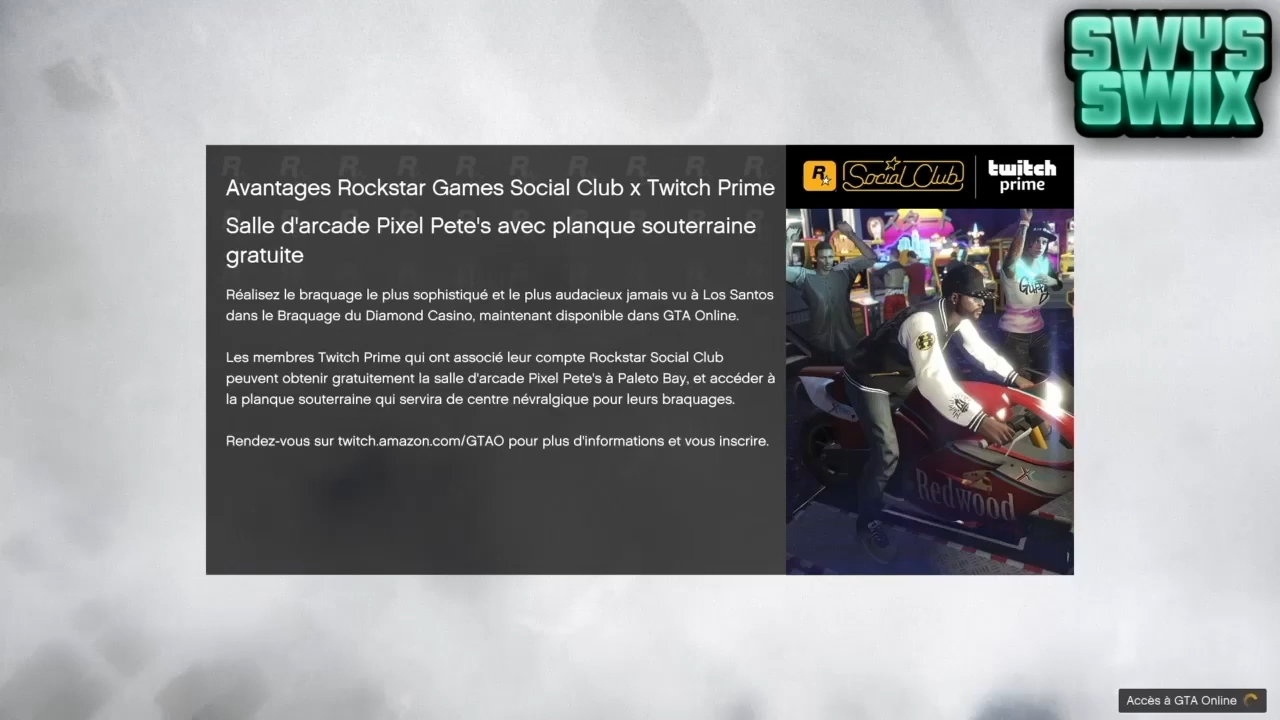 SWYS
SWIX
Avantages Rockstar Games Social Club x Twitch Prime
Salle d'arcade Pixel Pete's avec planque souterraine
gratuite
Réalisez le braquage le plus sophistiqué et le plus audacieux jamais vu à Los Santos
dans le Braquage du Diamond Casino, maintenant disponible dans GTA Online.
Les membres Twitch Prime qui ont associé leur compte Rockstar Social Club
peuvent obtenir gratuitement la salle d'arcade Pixel Pete's à Paleto Bay, et accéder à
la planque souterraine qui servira de centre névralgique pour leurs braquages.
Rendez-vous sur twitch.amazon.com/GTAO pour plus d'informations et vous inscrire.
R Social Club twitch
prime
Guffy
Redwood
Accès à GTA Online